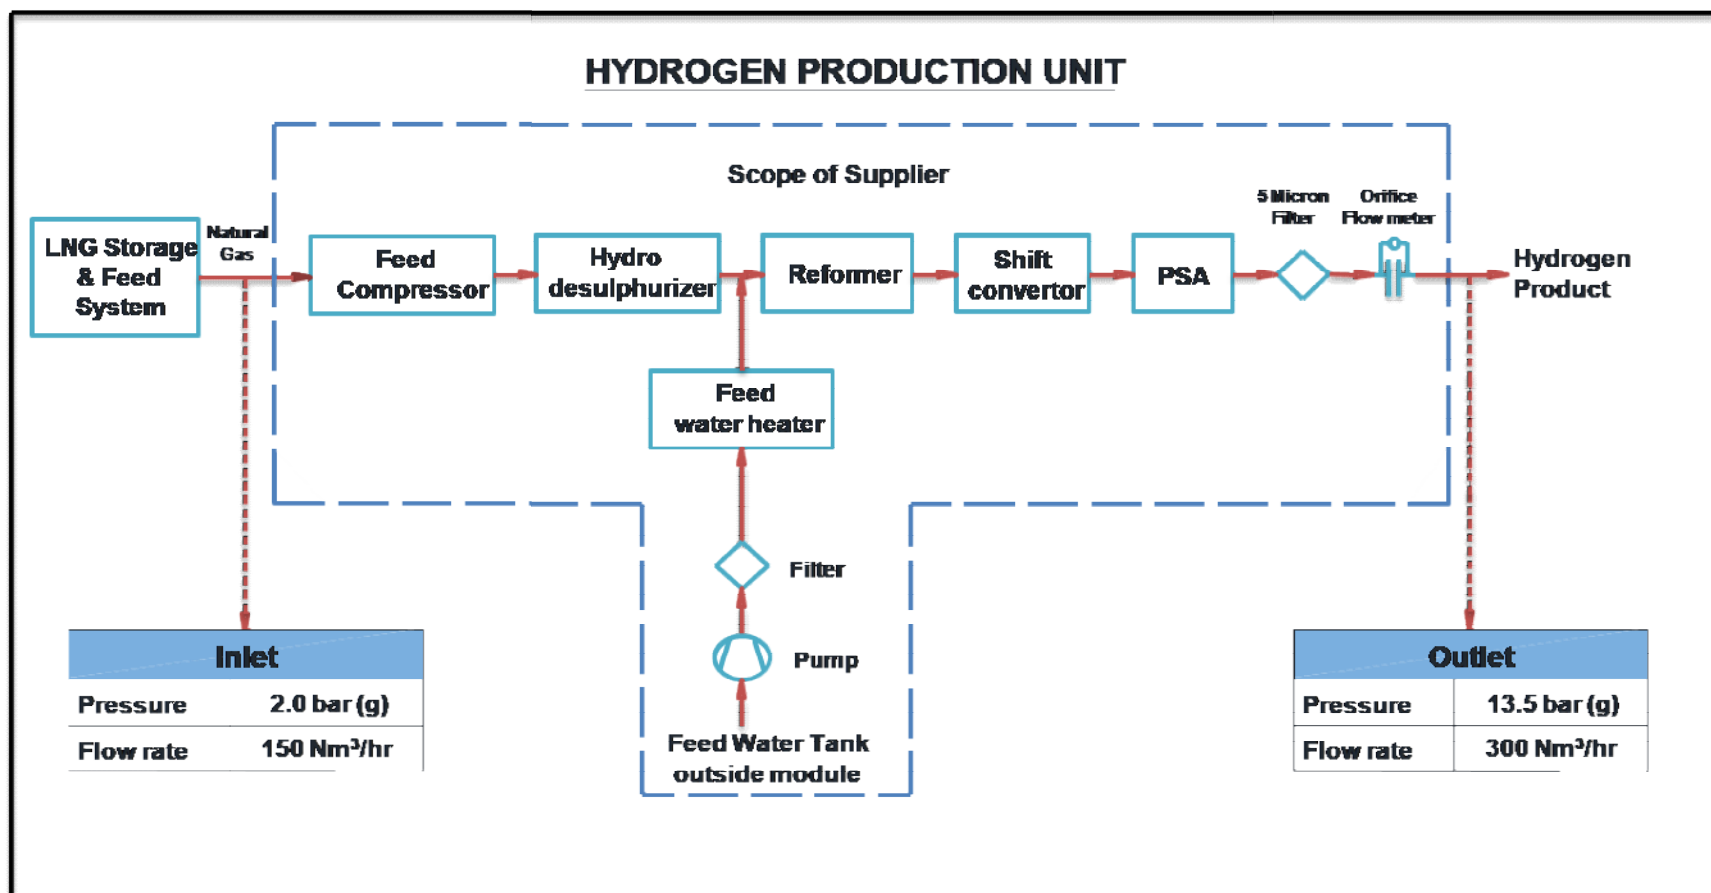 HYDROGEN PRODUCTION UNIT
Scope of Supplier
5 Micron
Filter
Orifice
Flow meter
LNG Storage
& Feed
System
Natural
Gas
Feed
Compressor
Hydro
desulphurizer
Reformer
Shift
convertor
PSA
Hydrogen
Product
Feed
water heater
Filter
Pump
Feed Water Tank
outside module
Inlet
Pressure 2.0 bar (g)
Flow rate 150 Nm³/hr
Outlet
Pressure 13.5 bar (g)
Flow rate 300 Nm³/hr